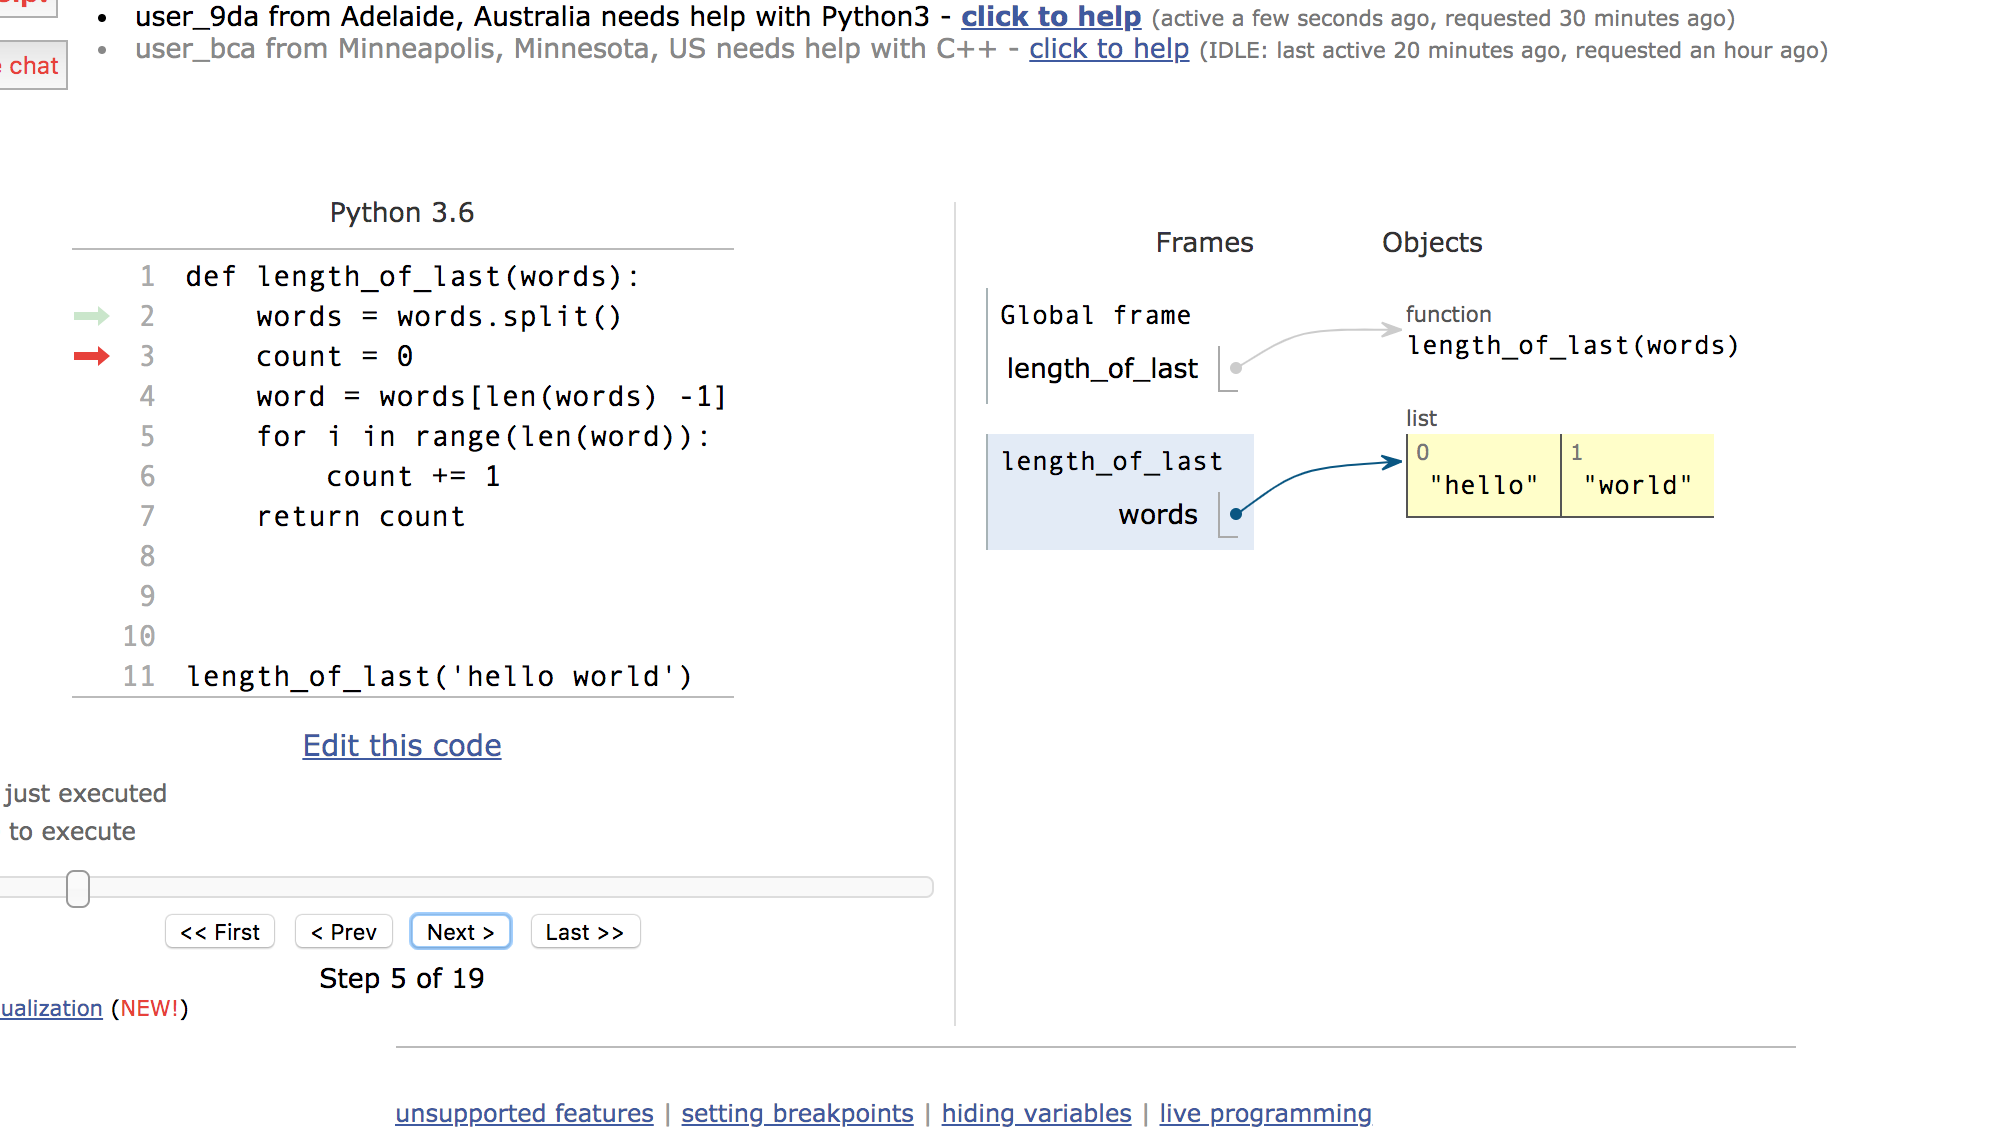 user_9da from Adelaide, Australia needs help with Python3 - click to help (active a few seconds ago, requested 30 minutes ago)
user_bca from Minneapolis, Minnesota, US needs help with C++ - click to help (IDLE: last active 20 minutes ago, requested an hour ago)
chat
Python 3.6
1 def length_of_last(words):
2     words = words.split()
3     count = 0
4     word = words[len(words) -1]
5     for i in range(len(word)):
6         count += 1
7     return count
8
9
10
11 length_of_last('hello world')
Edit this code
just executed
to execute
<< First < Prev Next > Last >>
Step 5 of 19
ualization (NEW!)
Frames Objects
Global frame
length_of_last
function
length_of_last(words)
length_of_last
words
list
0 1
"hello" "world"
unsupported features | setting breakpoints | hiding variables | live programming